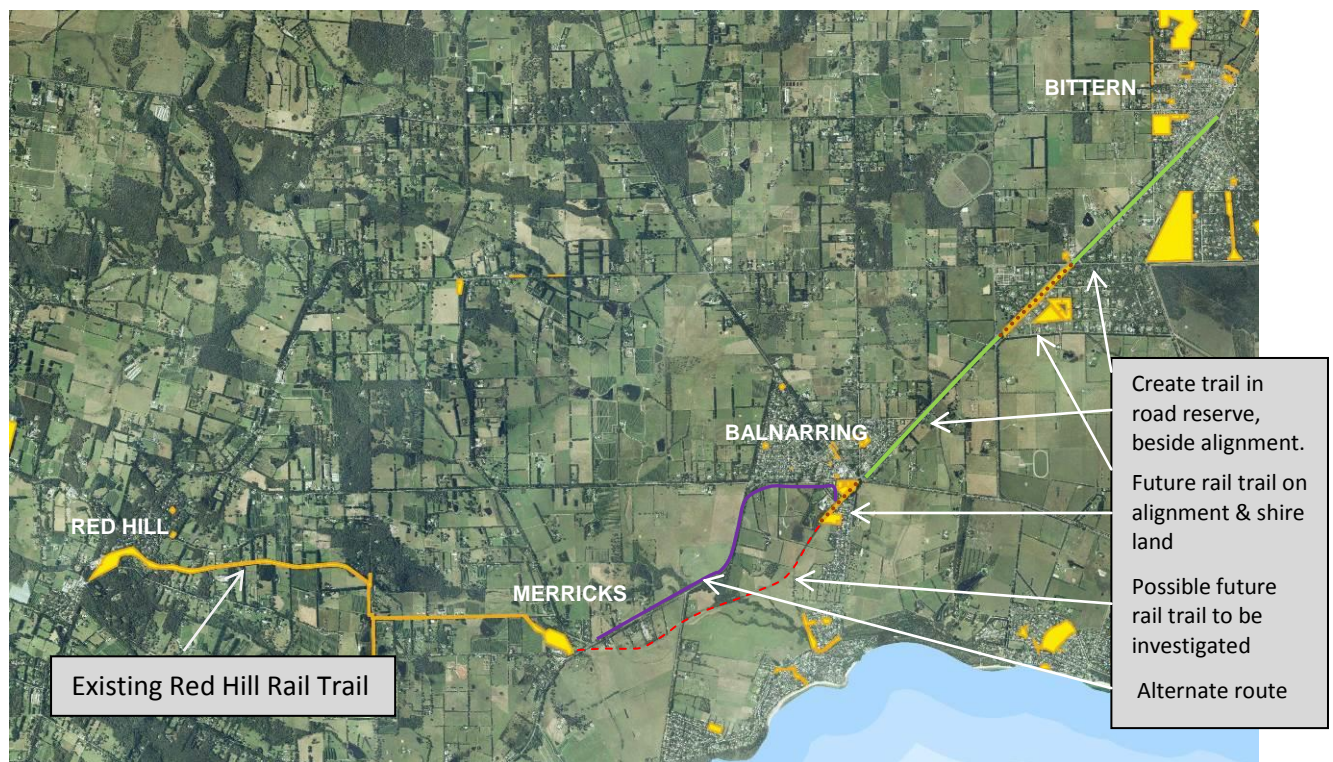 BITTERN
BALNARRING
RED HILL
MERRICKS
Existing Red Hill Rail Trail
Create trail in
road reserve,
beside alignment.
Future rail trail on
alignment & shire
land
Possible future
rail trail to be
investigated
Alternate route